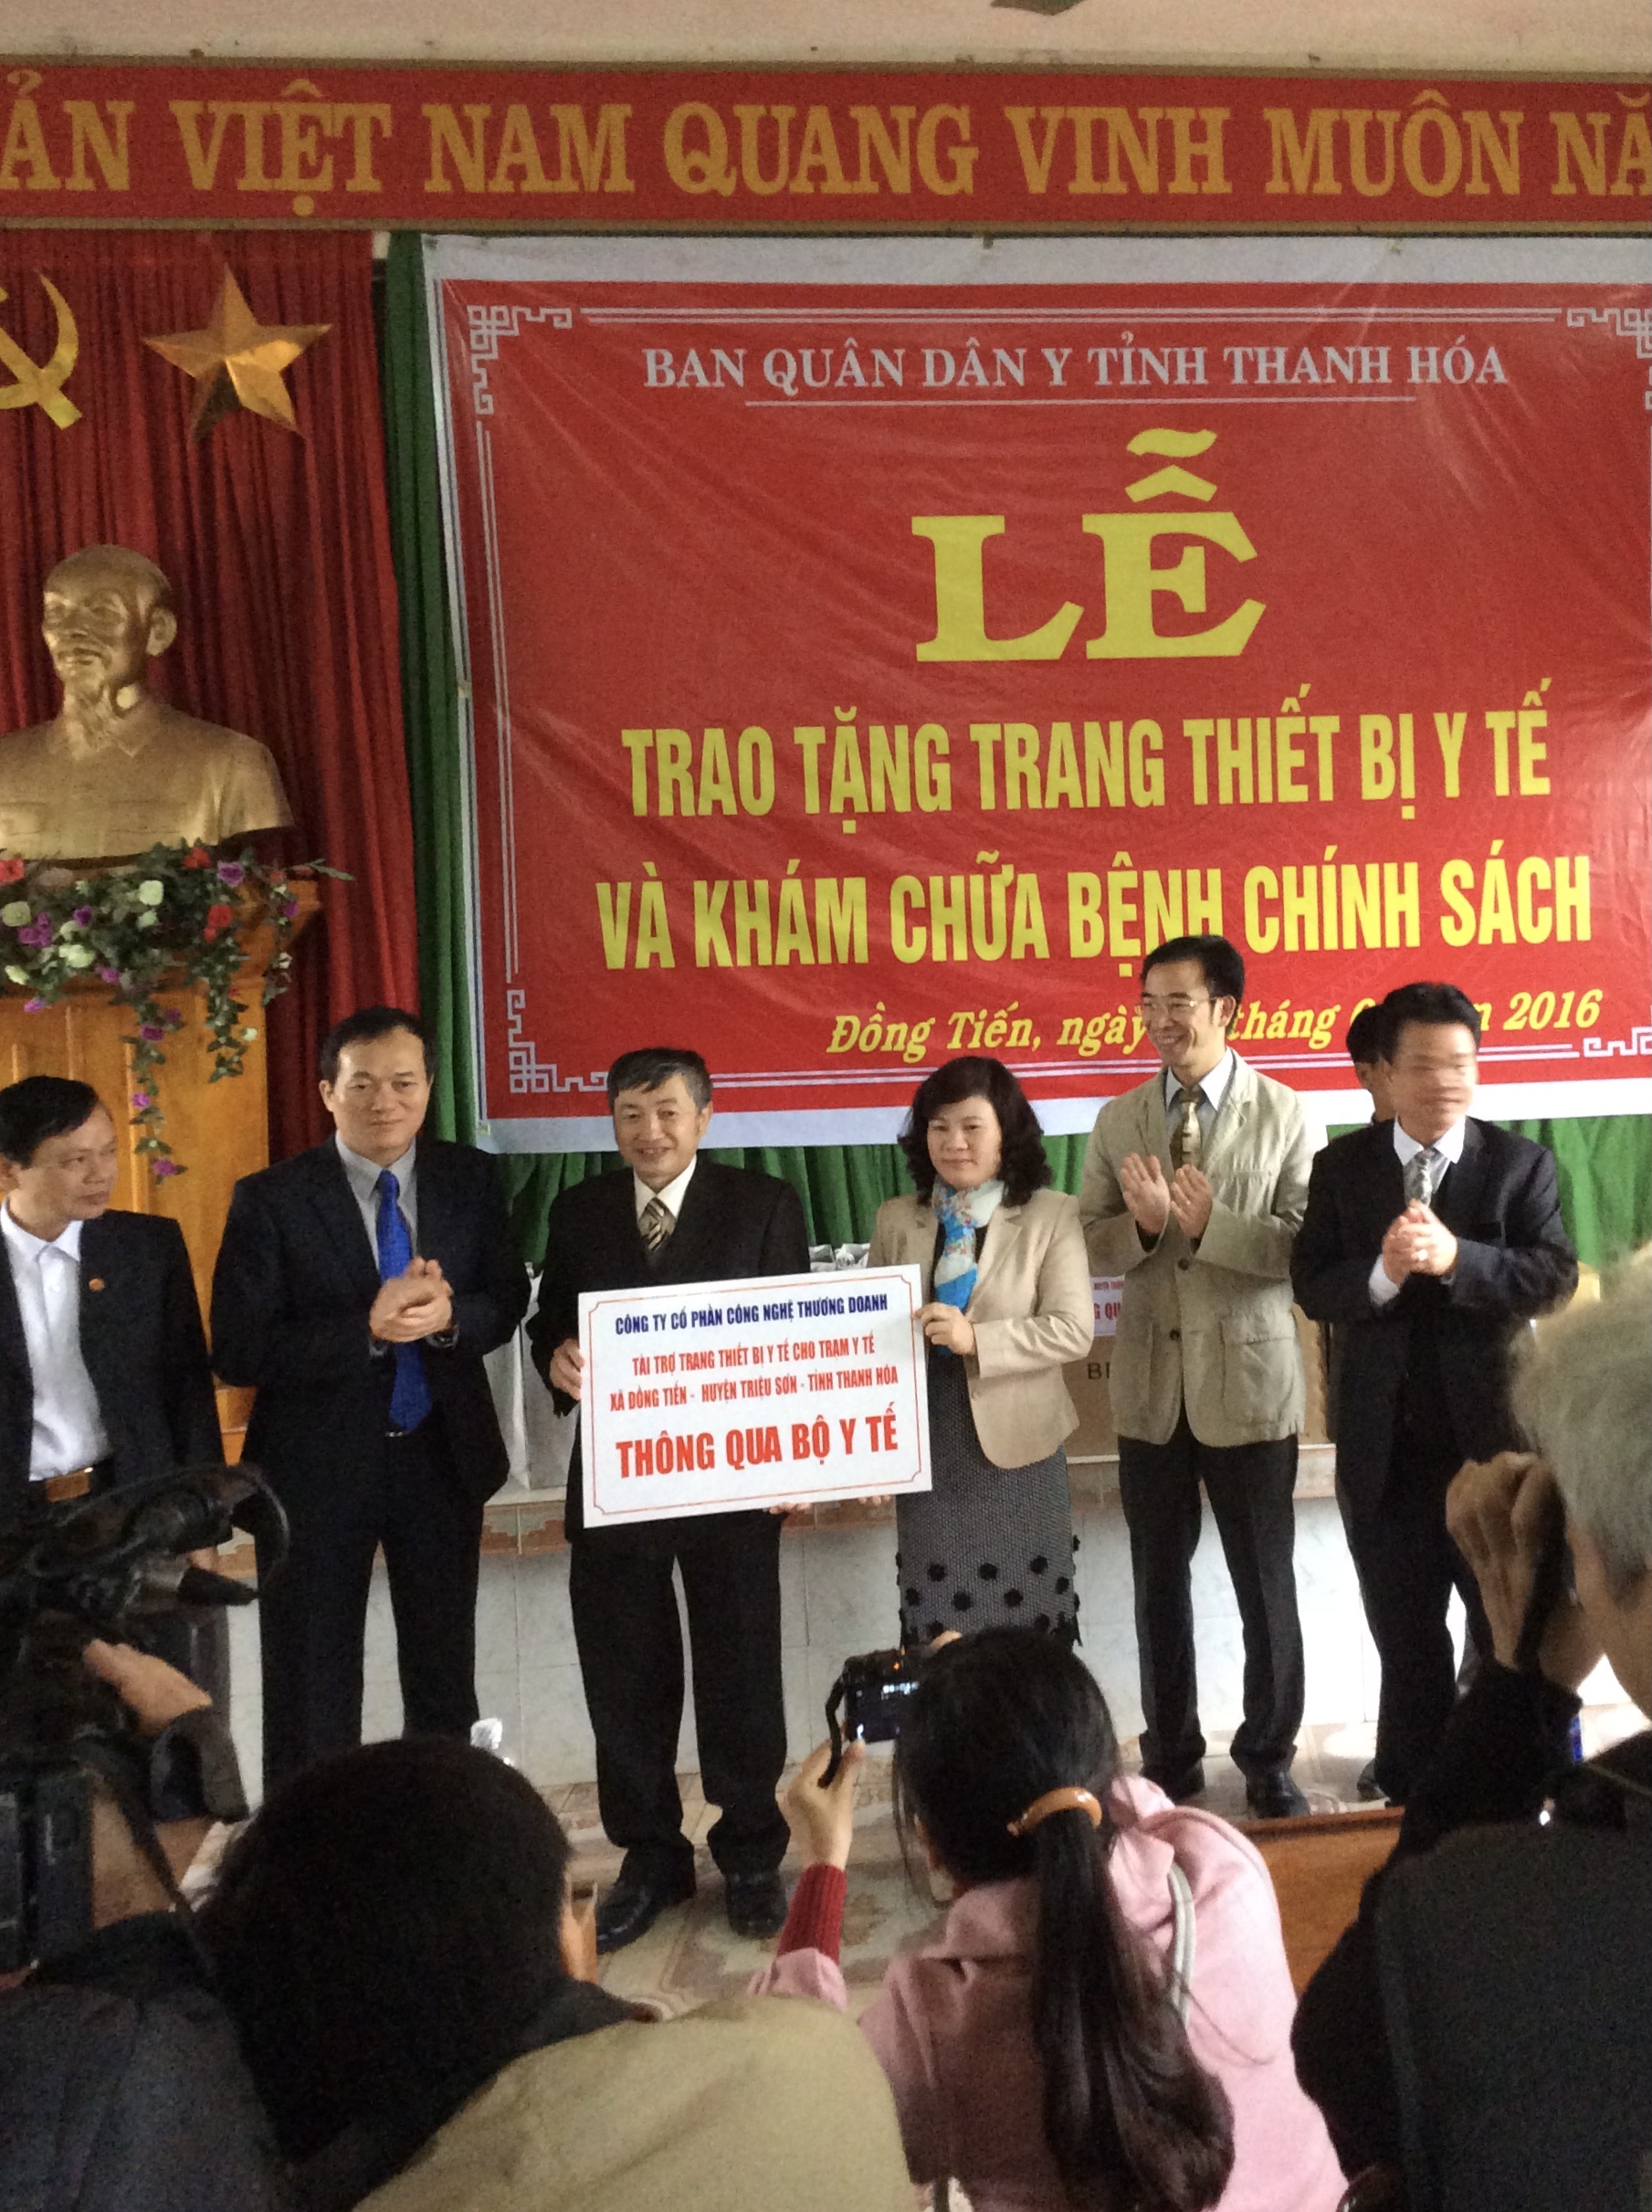 VIỆT NAM QUANG VINH MUÔN
BAN QUÂN DÂN Y TỈNH THANH HÓA
LỄ
TRAO TẶNG TRANG THIẾT BỊ Y TẾ
VÀ KHÁM CHỮA BỆNH CHÍNH SÁCH
Đồng Tiến, ngày tháng 2016
CÔNG TY CỔ PHẦN CÔNG NGHỆ THƯƠNG DOANH
TÀI TRỢ TRANG THIẾT BỊ Y TẾ CHO TRẠM Y TẾ
XÃ ĐỒNG TIẾN - HUYỆN TRIỆU SƠN - TỈNH THANH HÓA
THÔNG QUA BỘ Y TẾ